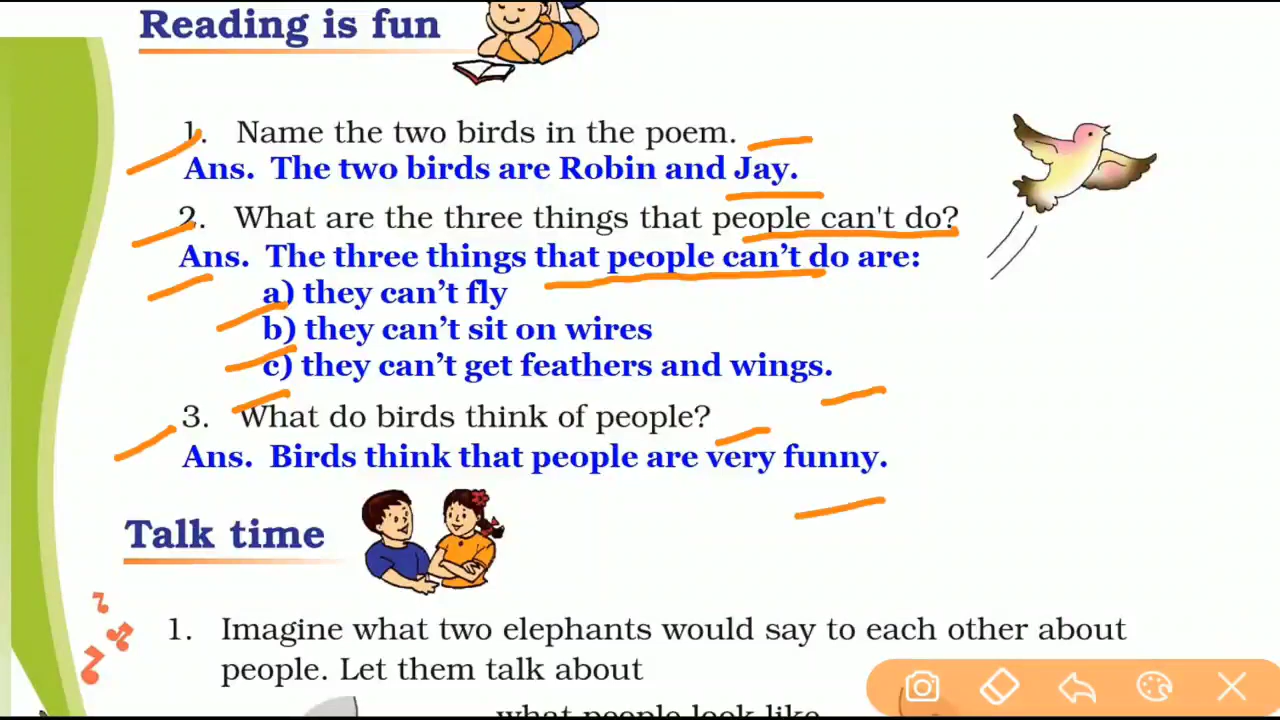 Reading is fun
1. Name the two birds in the poem.
Ans. The two birds are Robin and Jay.
2. What are the three things that people can't do?
Ans. The three things that people can't do are:
a) they can't fly
b) they can't sit on wires
c) they can't get feathers and wings.
3. What do birds think of people?
Ans. Birds think that people are very funny.
Talk time
1. Imagine what two elephants would say to each other about
people. Let them talk about
what people look like